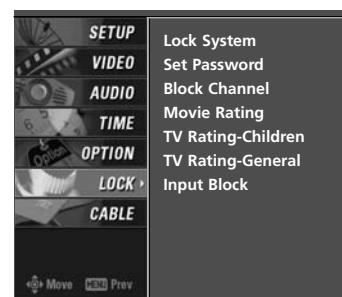 SETUP
VIDEO
AUDIO
TIME
OPTION
LOCK
CABLE
Move MENU Prev
Lock System
Set Password
Block Channel
Movie Rating
TV Rating-Children
TV Rating-General
Input Block